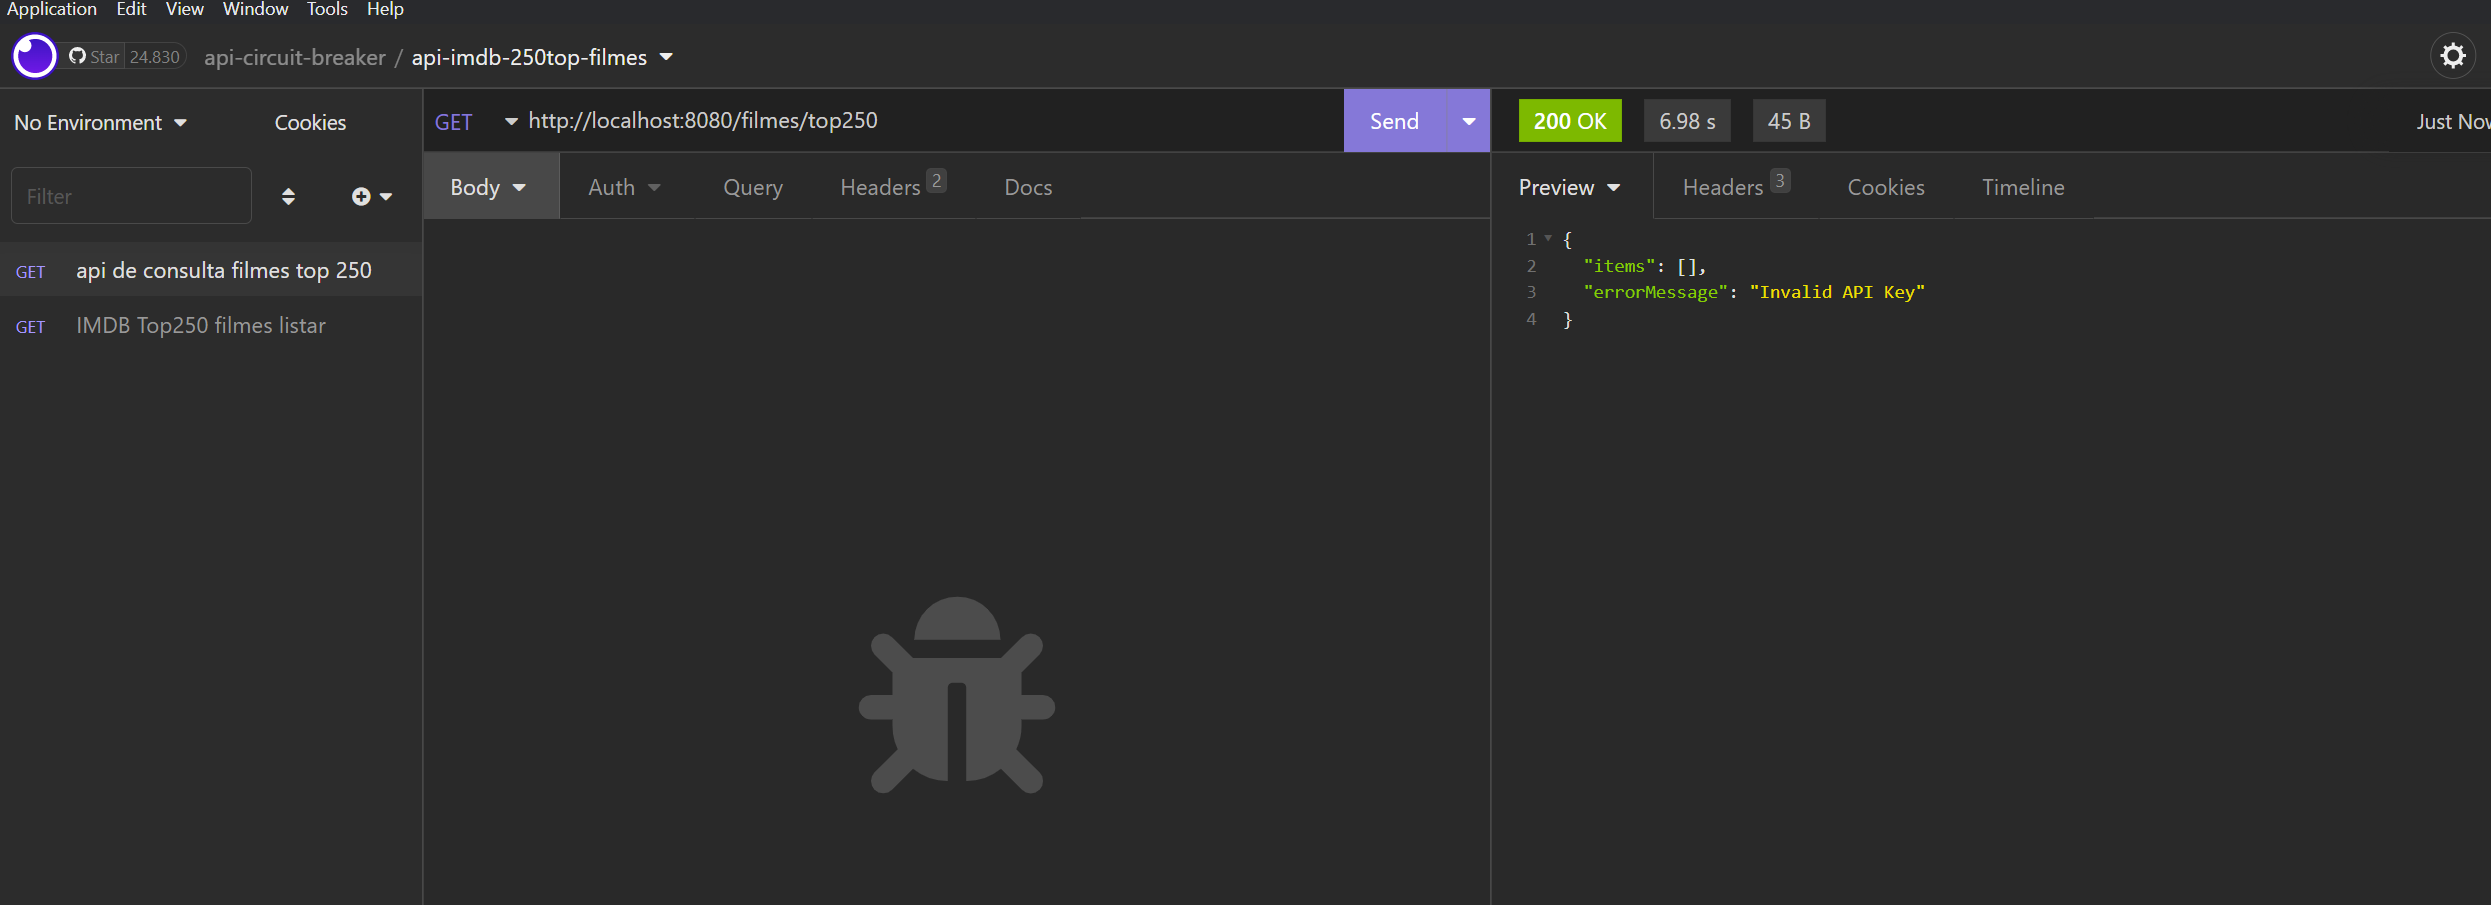 Application Edit View Window Tools Help
Star 24.830 api-circuit-breaker / api-imdb-250top-filmes
No Environment Cookies
GET http://localhost:8080/filmes/top250 Send
200 OK 6.98 s 45 B Just Now
Filter
Body Auth Query Headers 2 Docs
Preview Headers 3 Cookies Timeline
GET api de consulta filmes top 250
GET IMDB Top250 filmes listar
1 {
2 "items": [],
3 "errorMessage": "Invalid API Key"
4 }